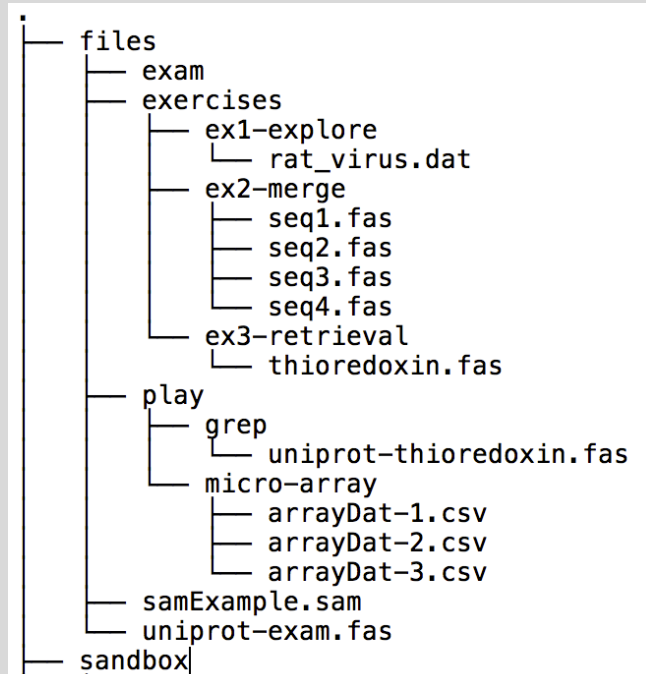 .
├── files
│   ├── exam
│   ├── exercises
│   │   ├── ex1-explore
│   │   │   └── rat_virus.dat
│   │   ├── ex2-merge
│   │   │   ├── seq1.fas
│   │   │   ├── seq2.fas
│   │   │   ├── seq3.fas
│   │   │   └── seq4.fas
│   │   └── ex3-retrieval
│   │       └── thioredoxin.fas
│   ├── play
│   │   ├── grep
│   │   │   └── uniprot-thioredoxin.fas
│   │   └── micro-array
│   │       ├── arrayDat-1.csv
│   │       ├── arrayDat-2.csv
│   │       └── arrayDat-3.csv
│   ├── samExample.sam
│   └── uniprot-exam.fas
├── sandbox